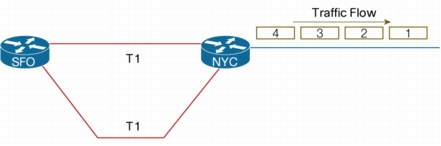 Traffic Flow
4 3 2 1
T1
SFO NYC
T1